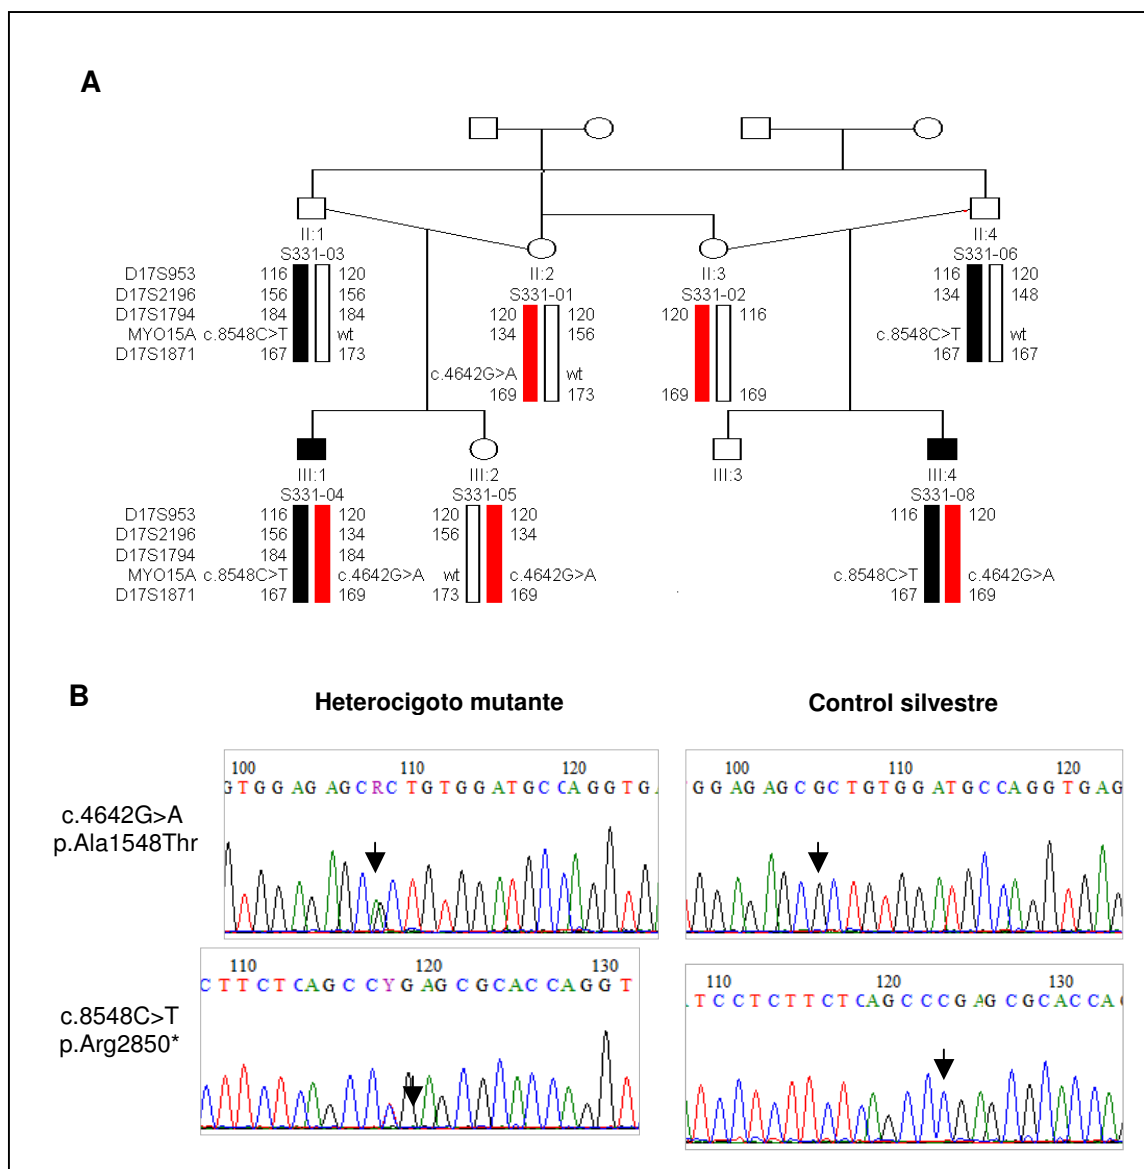 A
II:1
S331-03
II:4
S331-06
II:2
S331-01
II:3
S331-02
D17S953 116 120
D17S2196 156 156
D17S1794 184 184
MYO15A c.8548C>T wt
D17S1871 167 173
120 120
134 156
c.4642G>A wt
169 173
120 116
169 169
116 120
134 148
c.8548C>T wt
167 167
III:1
S331-04
III:2
S331-05
III:3
III:4
S331-08
D17S953 116 120
D17S2196 156 134
D17S1794 184 184
MYO15A c.8548C>T c.4642G>A
D17S1871 167 169
120 120
156 134
wt c.4642G>A
173 169
116 120
c.8548C>T c.4642G>A
167 169
B
Heterocigoto mutante
Control silvestre
c.4642G>A
p.Ala1548Thr
100 110 120
G T G G A G A G C R C T G T G G A T G C C A G G T G A
100 110 120
G G A G A G C G C T G T G G A T G C C A G G T G A G
c.8548C>T
p.Arg2850*
110 120 130
C T T C T C A G C C Y G A G C G C A C C A G G T
110 120 130
T C C T C T T C T C A G C C C G A G C G C A C C A